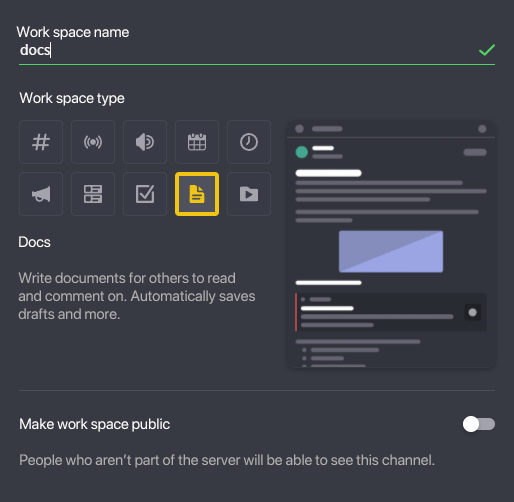 Work space name
docs
Work space type
Docs
Write documents for others to read
and comment on. Automatically saves
drafts and more.
Make work space public
People who aren’t part of the server will be able to see this channel.